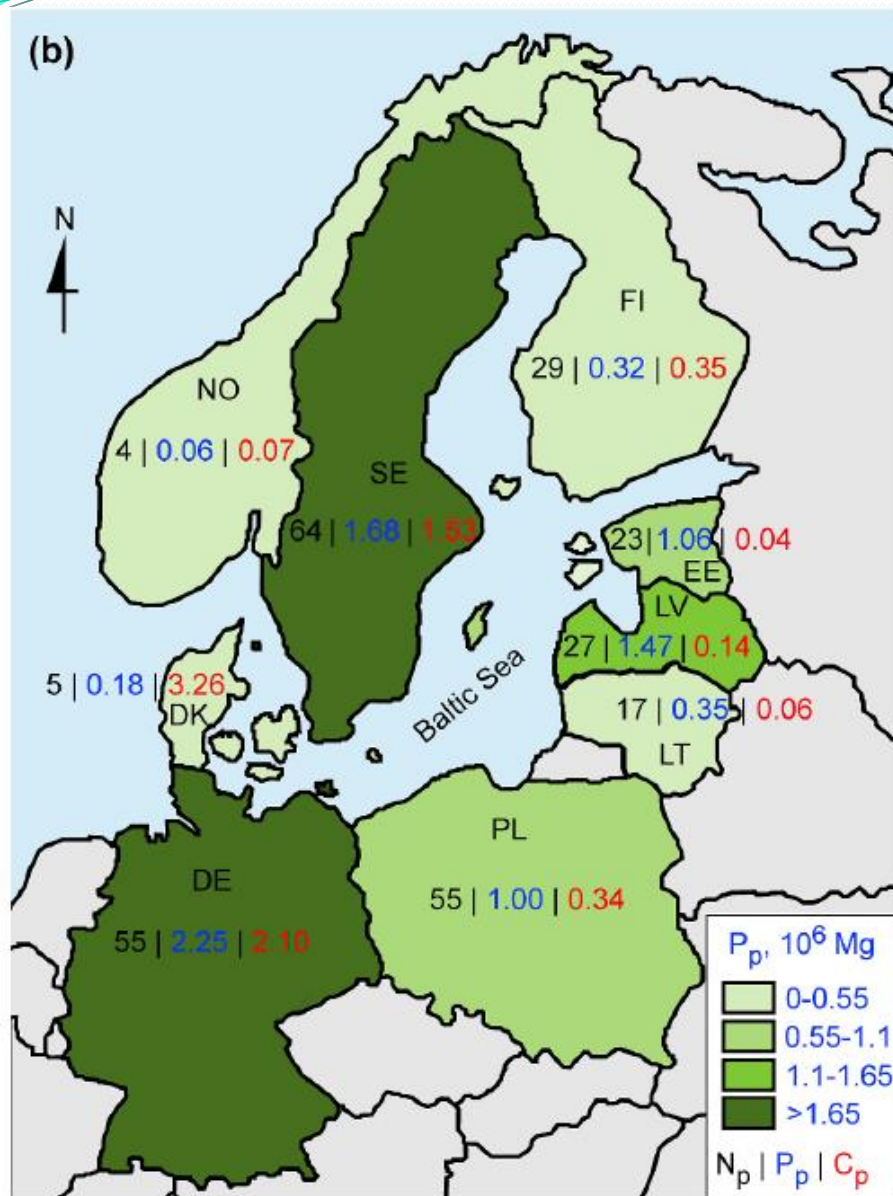 (b)
N
FI
29 | 0.32 | 0.35
NO
4 | 0.06 | 0.07
SE
64 | 1.68 | 1.53
23|1.06| 0.04
EE
LV
27 | 1.47 | 0.14
5 | 0.18 | 3.26
DK
17 | 0.35 | 0.06
LT
Baltic Sea
PL
55 | 1.00 | 0.34
DE
55 | 2.25 | 2.10
Pp, 10⁶ Mg
0-0.55
0.55-1.1
1.1-1.65
>1.65
Np | Pp | Cp